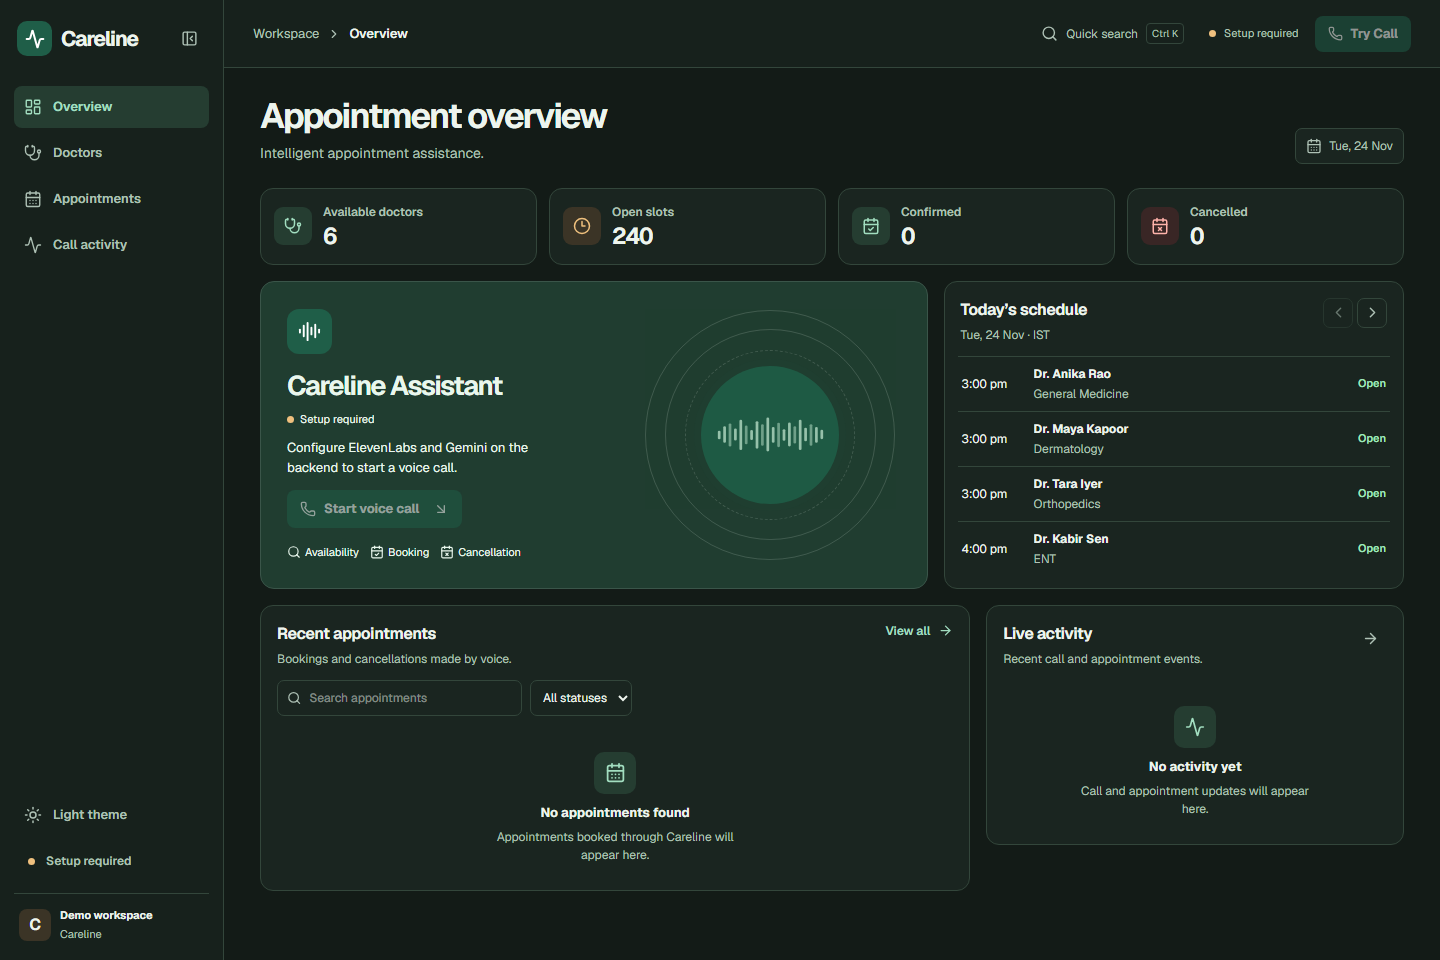 Careline
Overview
Doctors
Appointments
Call activity
Light theme
Setup required
C
Demo workspace
Careline
Workspace
Overview
Quick search
Ctrl K
Setup required
Try Call
Appointment overview
Intelligent appointment assistance.
Tue, 24 Nov
Available doctors
6
Open slots
240
Confirmed
0
Cancelled
0
Careline Assistant
Setup required
Configure ElevenLabs and Gemini on the
backend to start a voice call.
Start voice call
Availability
Booking
Cancellation
Today’s schedule
Tue, 24 Nov · IST
3:00 pm
Dr. Anika Rao
General Medicine
Open
3:00 pm
Dr. Maya Kapoor
Dermatology
Open
3:00 pm
Dr. Tara Iyer
Orthopedics
Open
4:00 pm
Dr. Kabir Sen
ENT
Open
Recent appointments
Bookings and cancellations made by voice.
View all
Search appointments
All statuses
No appointments found
Appointments booked through Careline will
appear here.
Live activity
Recent call and appointment events.
No activity yet
Call and appointment updates will appear
here.